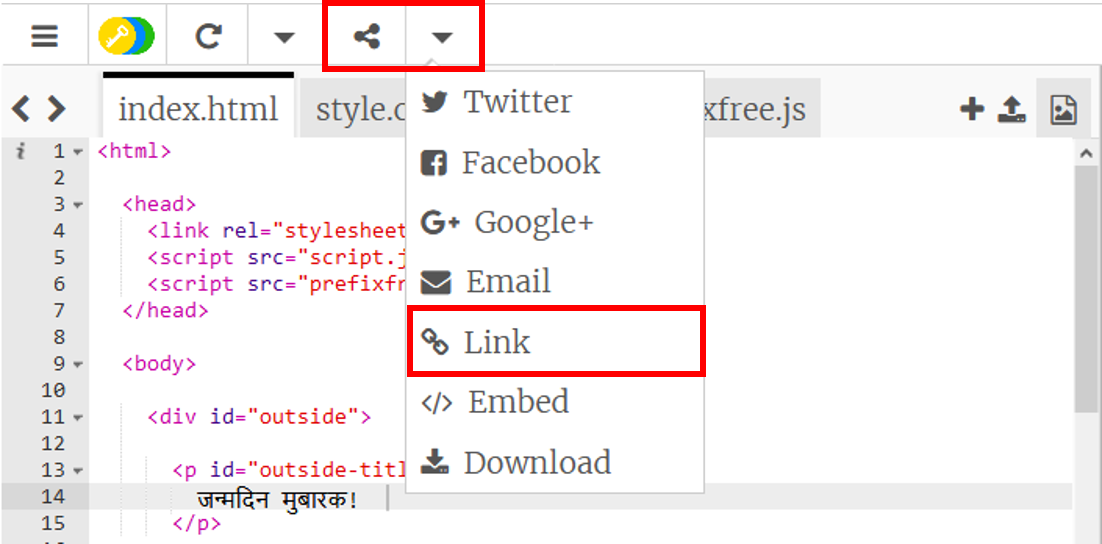 index.html style.c xfree.js
Twitter
Facebook
G+ Google+
Email
Link
</> Embed
Download
i 1 <html>
2
3 <head>
4 <link rel="stylesheet
5 <script src="script.j
6 <script src="prefixfr
7 </head>
8
9 <body>
10
11 <div id="outside">
12
13 <p id="outside-titl
14 जन्मदिन मुबारक!
15 </p>